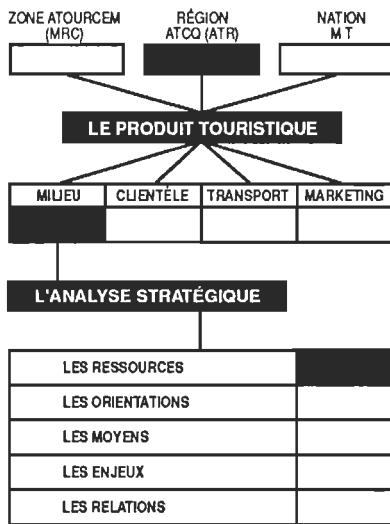 ZONE ATOURCEM RÉGION NATION
(MRC) ATCQ (ATR) M T
LE PRODUIT TOURISTIQUE
MILIEU CLIENTÈLE TRANSPORT MARKETING
L'ANALYSE STRATÉGIQUE
LES RESSOURCES
LES ORIENTATIONS
LES MOYENS
LES ENJEUX
LES RELATIONS